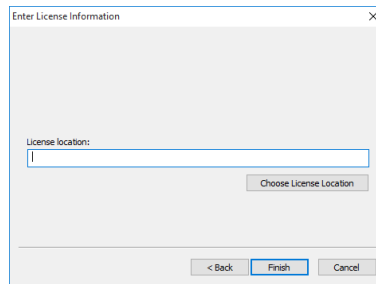 Enter License Information
License location:
Choose License Location
< Back Finish Cancel